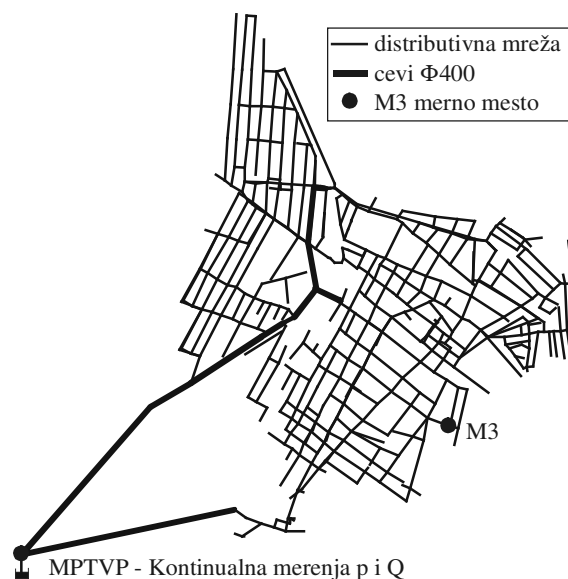 distributivna mreža
cevi Φ400
M3 merno mesto
M3
MPTVP - Kontinualna merenja p i Q